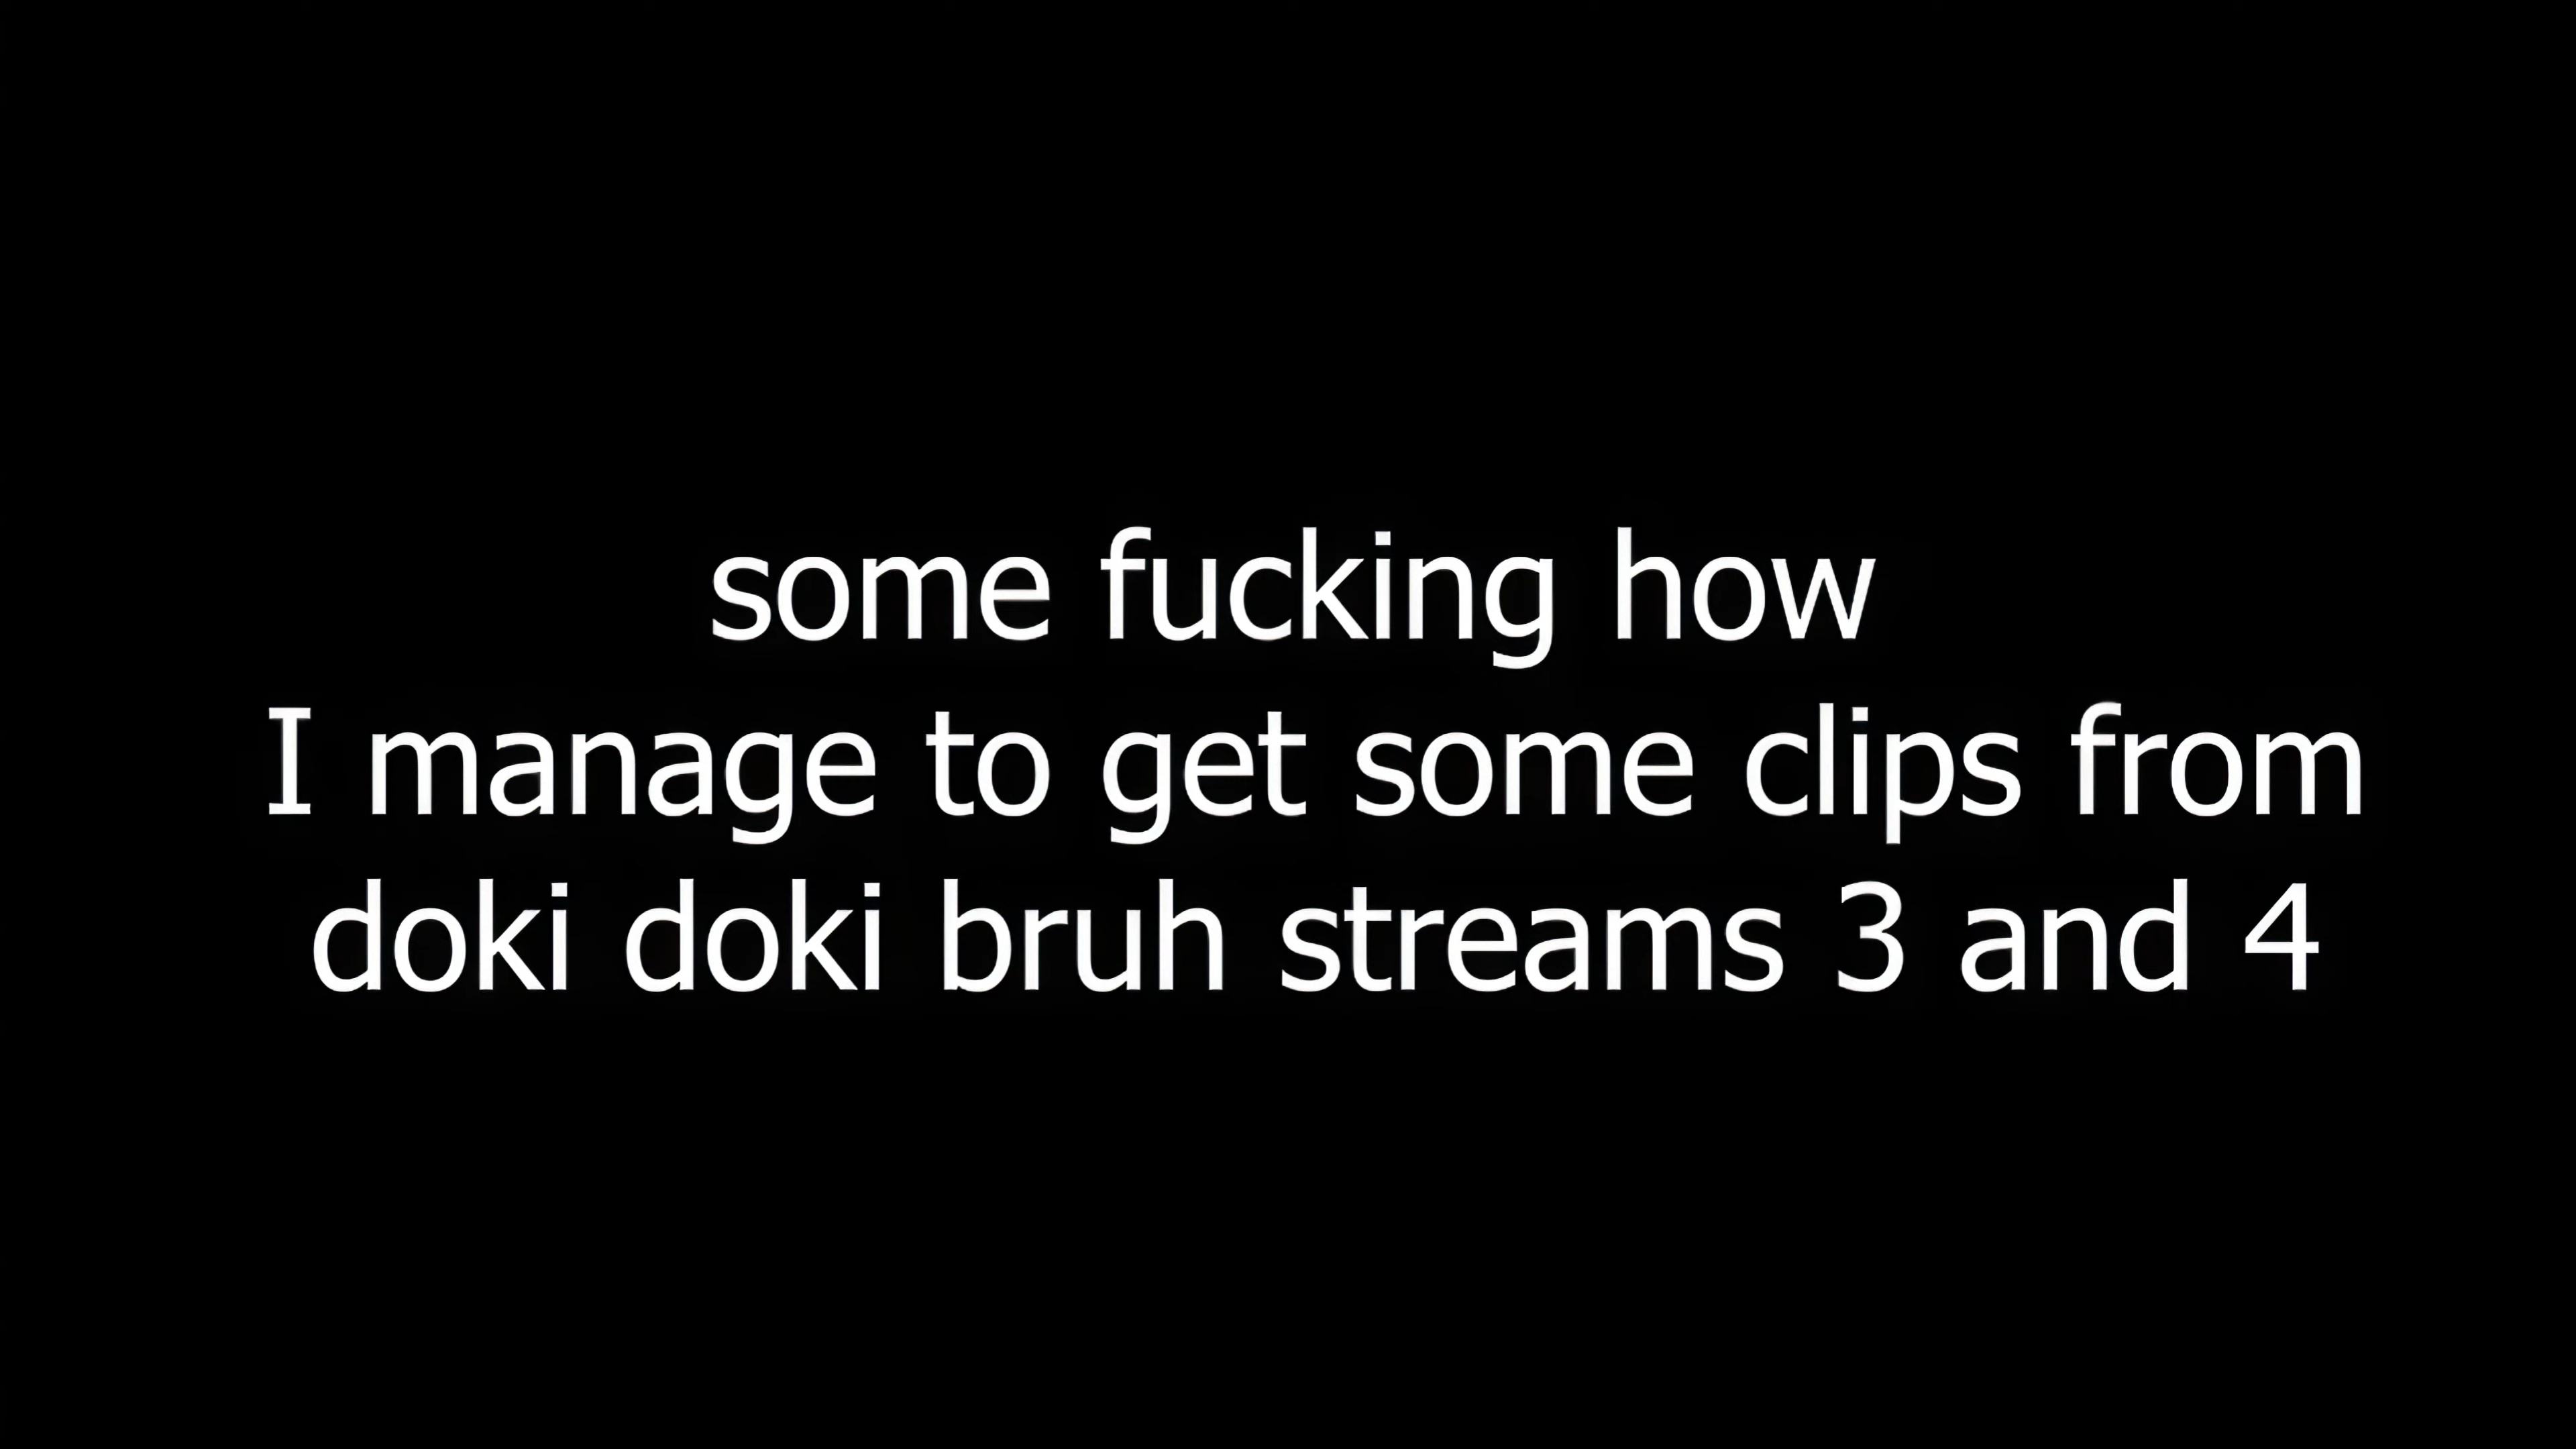 some fucking how
I manage to get some clips from
doki doki bruh streams 3 and 4